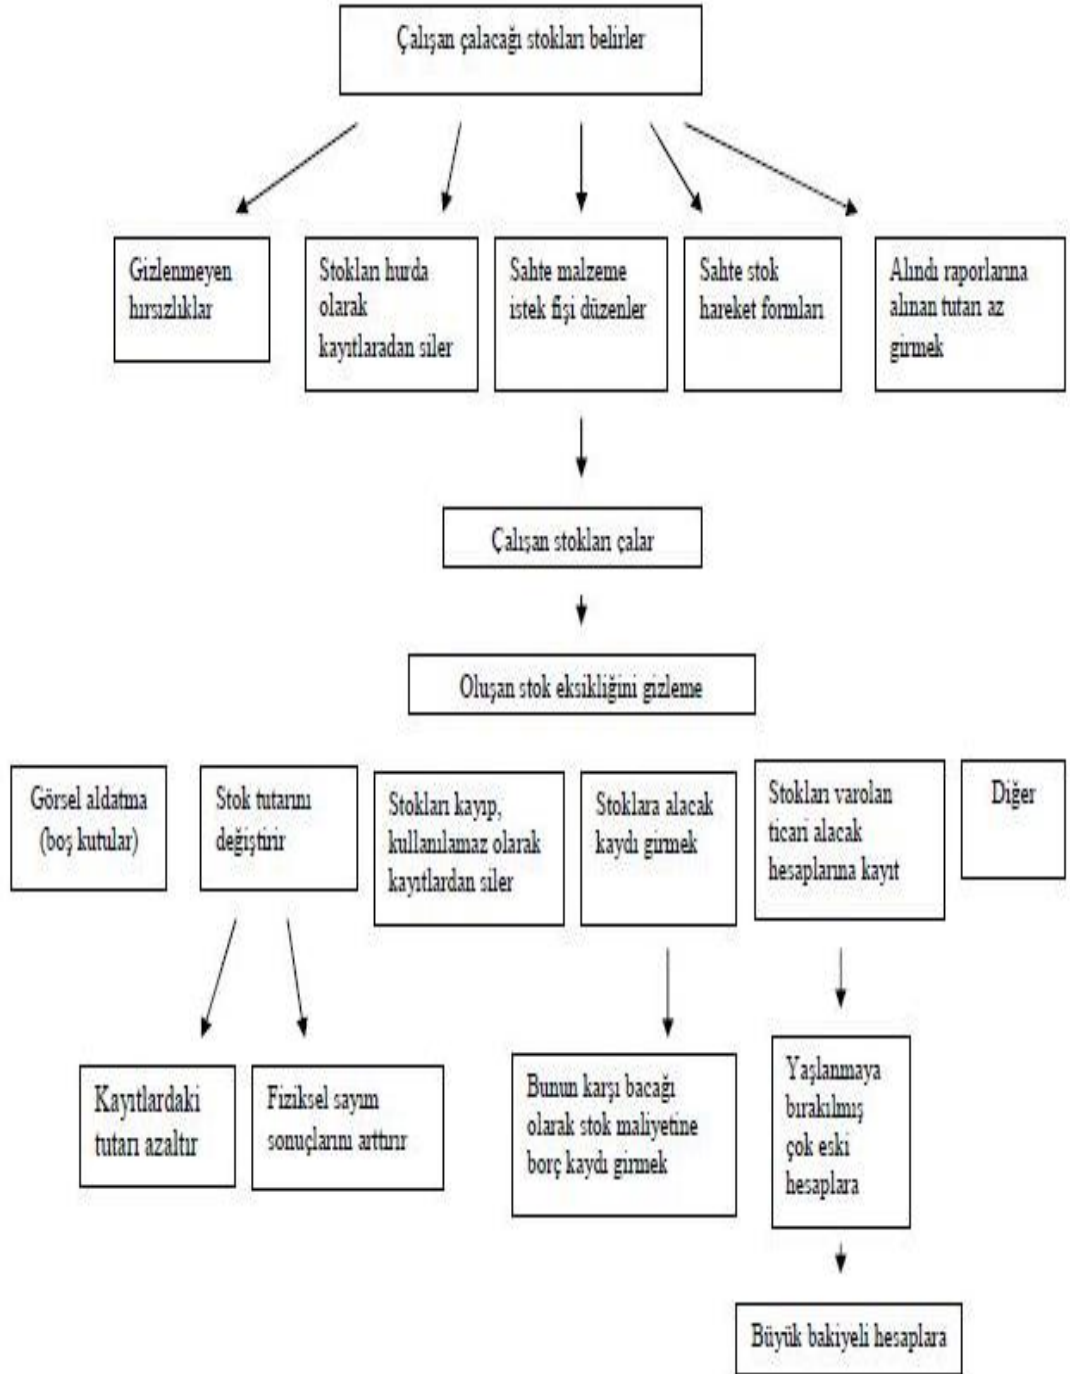 Çalışan çalacağı stokları belirler
Gizlenmeyen
hırsızlıklar
Stokları hurda
olarak
kayıtlaradan siler
Sahte malzeme
istek fişi düzenler
Sahte stok
hareket formları
Alındı raporlarına
alınan tutarı az
girmek
Çalışan stokları çalar
Oluşan stok eksikliğini gizleme
Görsel aldatma
(boş kutular)
Stok tutarını
değiştirir
Stokları kayıp,
kullanılamaz olarak
kayıtlardan siler
Stoklara alacak
kaydı girmek
Stokları varolan
ticari alacak
hesaplarına kayıt
Diğer
Kayıtlardaki
tutarı azaltır
Fiziksel sayım
sonuçlarını arttırır
Bunun karşı bacağı
olarak stok maliyetine
borç kaydı girmek
Yaşlanmaya
bırakılmış
çok eski
hesaplara
Büyük bakiyeli hesaplara